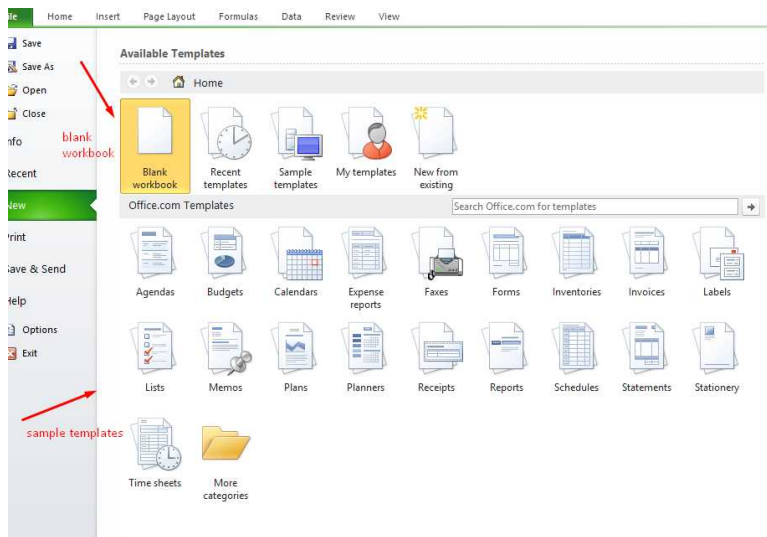 ile Home Insert Page Layout Formulas Data Review View
Save
Save As
Open
Close
nfo
Recent
New
Print
Save & Send
Help
Options
Exit
blank
workbook
sample templates
Available Templates
Home
Blank
workbook
Recent
templates
Sample
templates
My templates
New from
existing
Office.com Templates
Search Office.com for templates
Agendas
Budgets
Calendars
Expense
reports
Faxes
Forms
Inventories
Invoices
Labels
Lists
Memos
Plans
Planners
Receipts
Reports
Schedules
Statements
Stationery
Time sheets
More
categories